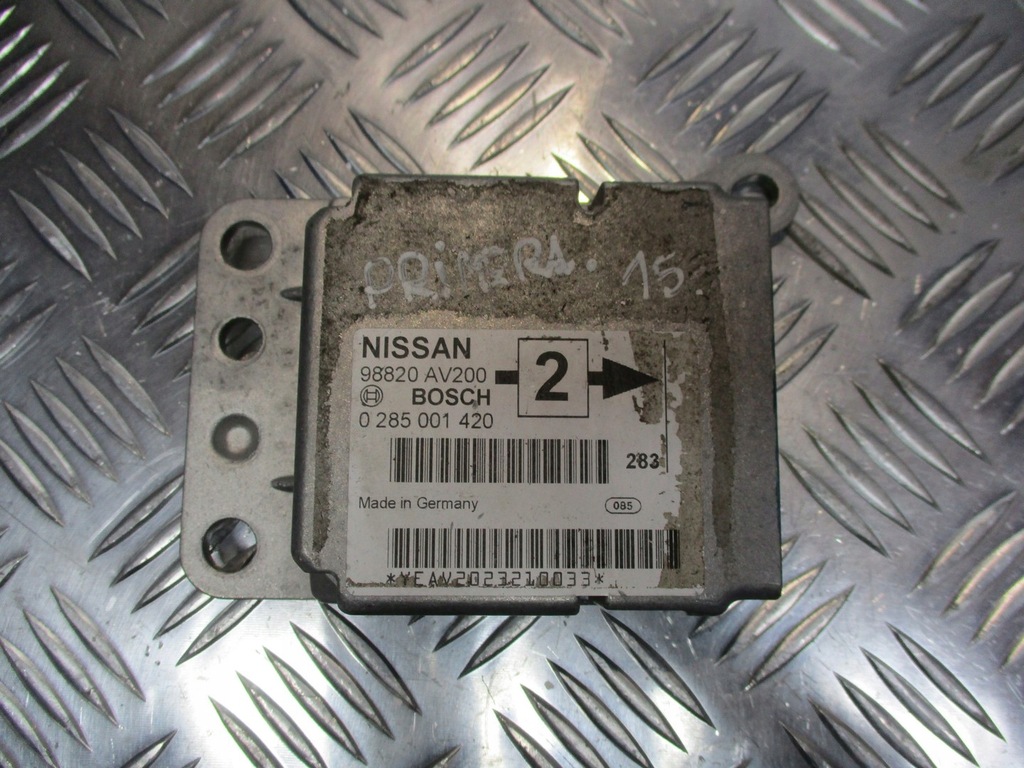 PRIMERA. 15.
NISSAN
98820 AV200
2
BOSCH
0 285 001 420
283
Made in Germany
085
*YEAV2023210033*